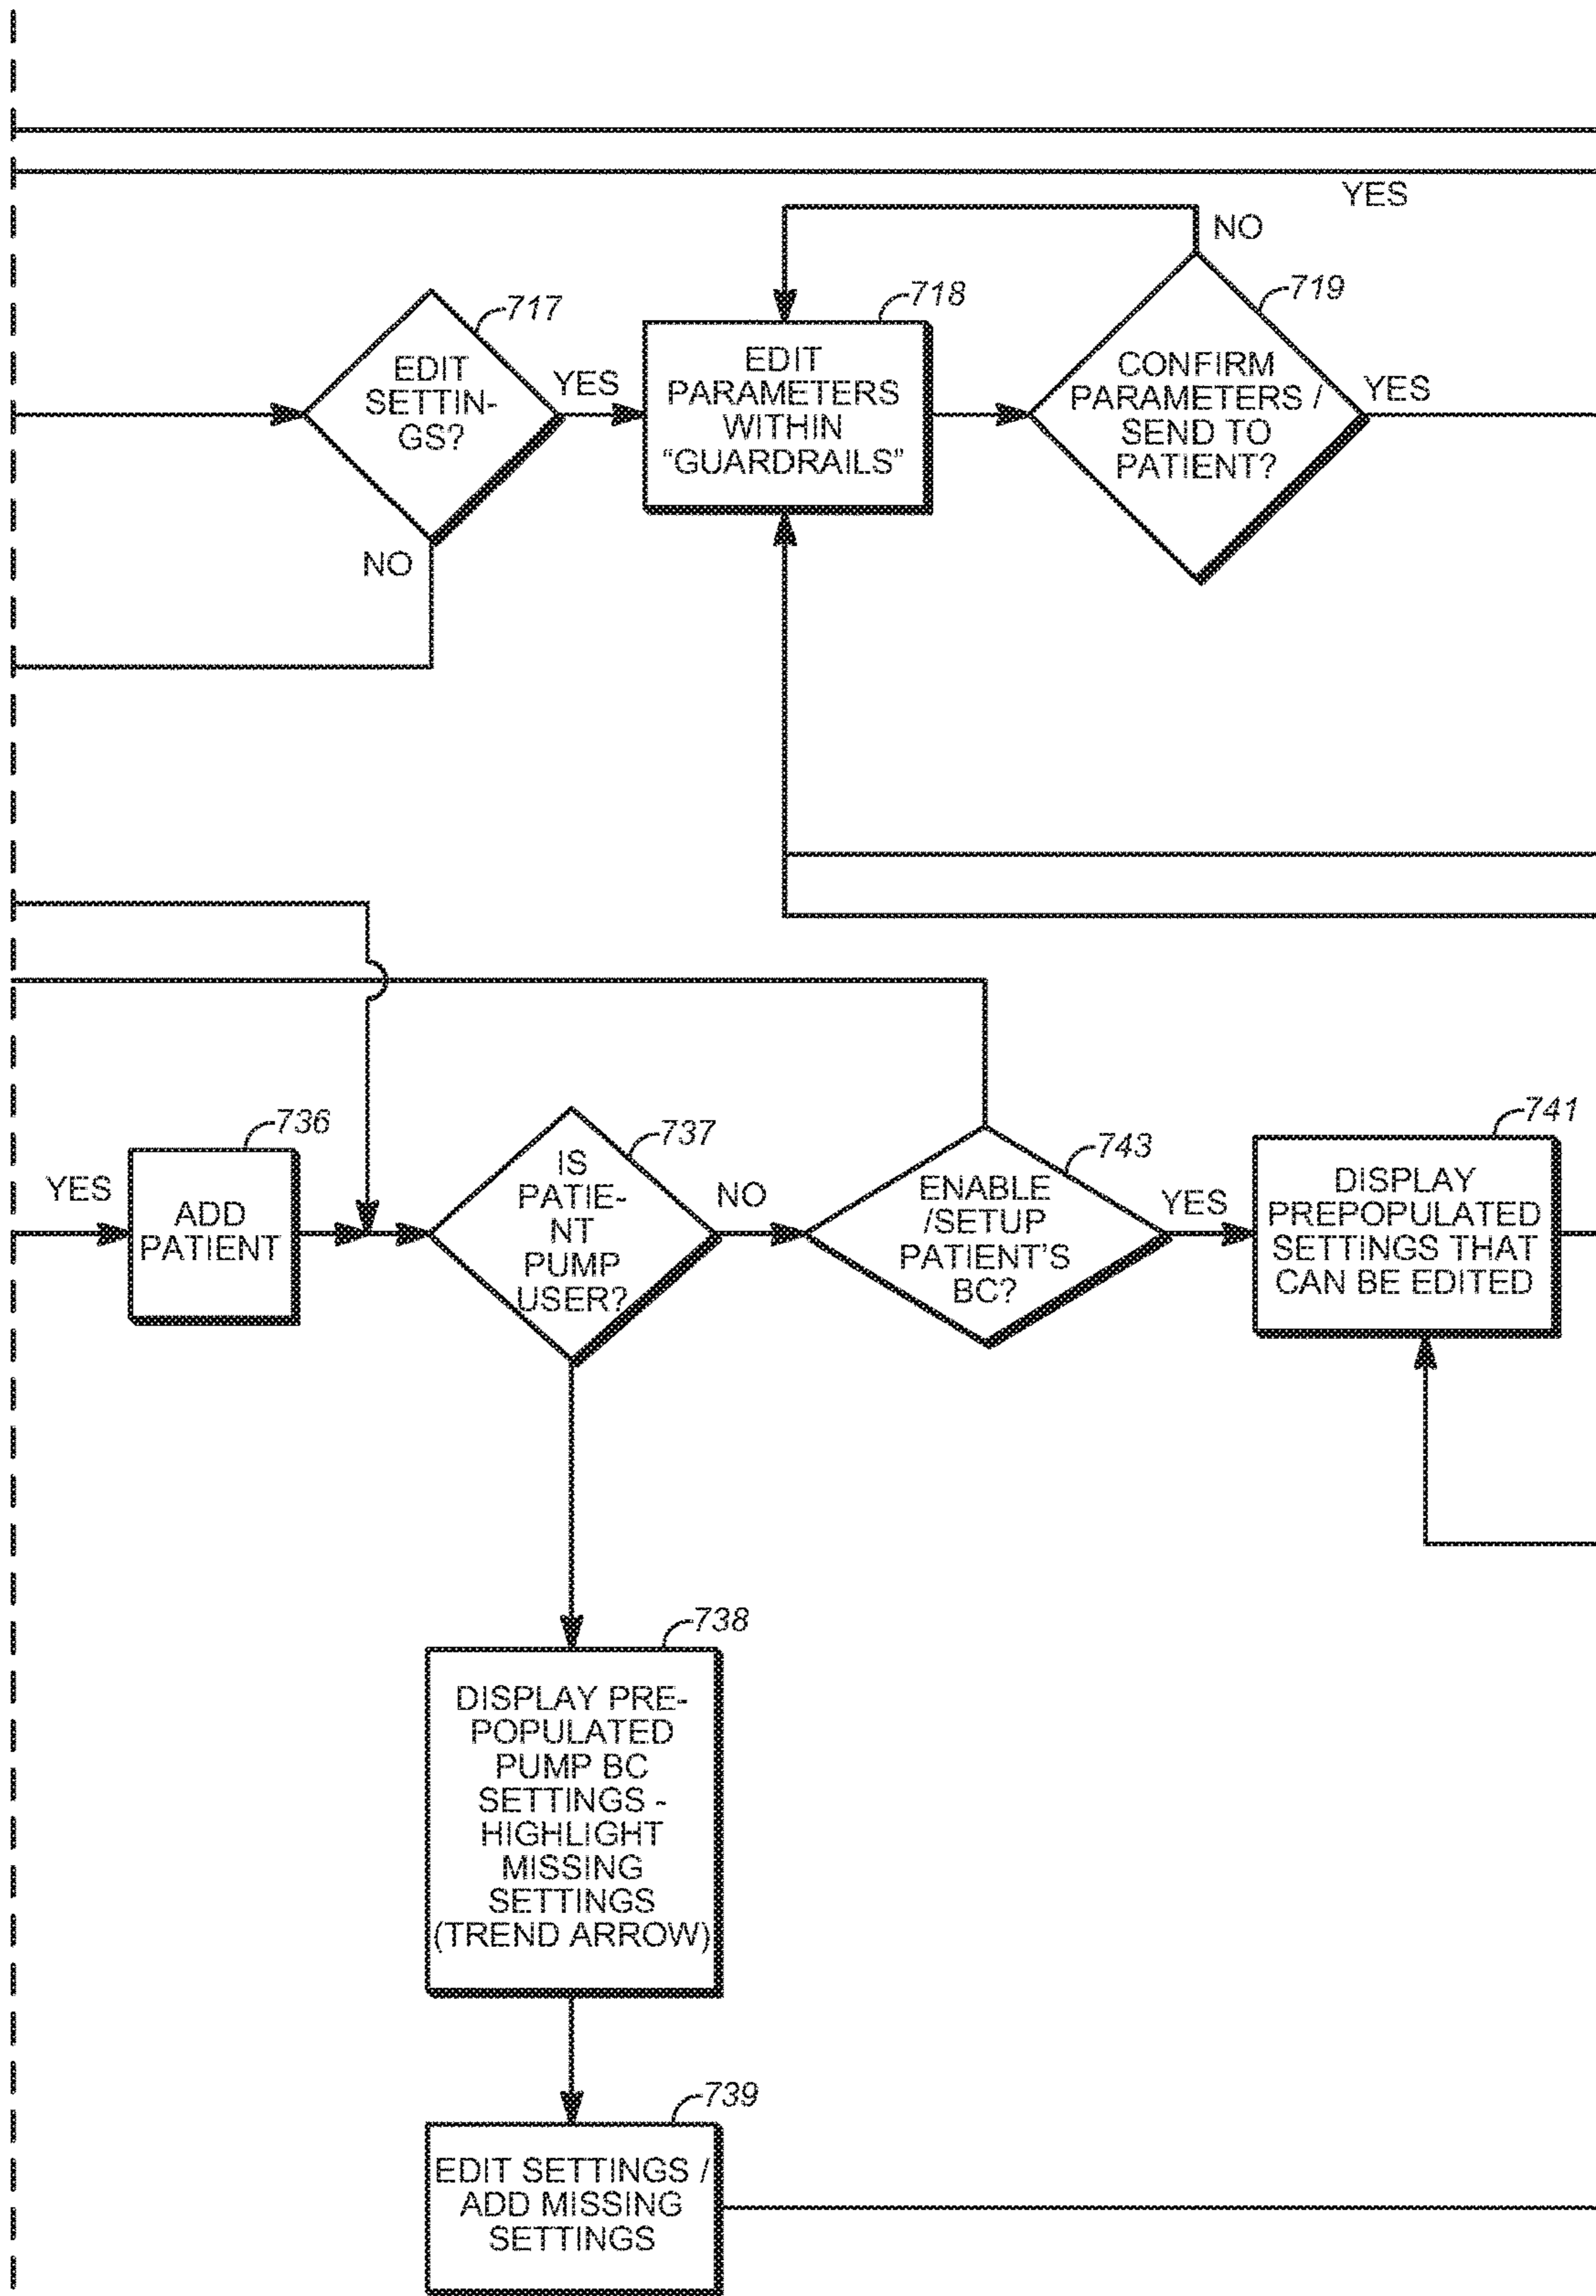 YES
NO
717
718
719
EDIT
SETTIN-
GS?
YES
EDIT
PARAMETERS
WITHIN
“GUARDRAILS”
CONFIRM
PARAMETERS /
SEND TO
PATIENT?
YES
NO
736
737
743
741
YES
ADD
PATIENT
IS
PATIE-
NT
PUMP
USER?
NO
ENABLE
/SETUP
PATIENT’S
BC?
YES
DISPLAY
PREPOPULATED
SETTINGS THAT
CAN BE EDITED
738
DISPLAY PRE-
POPULATED
PUMP BC
SETTINGS -
HIGHLIGHT
MISSING
SETTINGS
(TREND ARROW)
739
EDIT SETTINGS /
ADD MISSING
SETTINGS